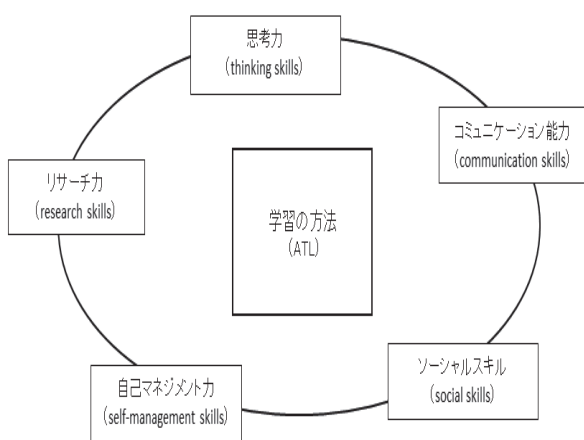 思考力
(thinking skills)
コミュニケーション能力
(communication skills)
リサーチ力
(research skills)
学習の方法
(ATL)
ソーシャルスキル
(social skills)
自己マネジメント力
(self-management skills)